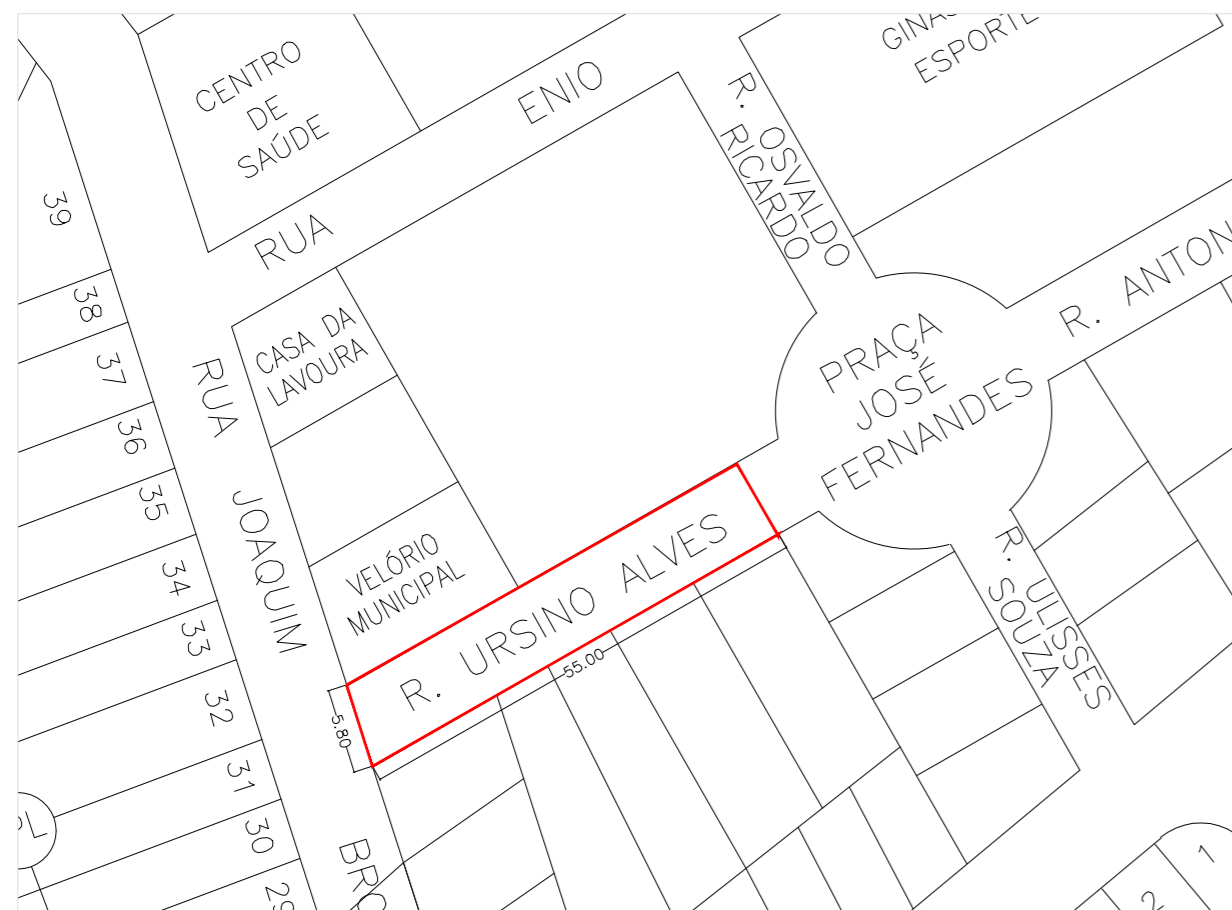 CENTRO
DE
SAÚDE
ENIO
RUA
ESPORTE
R. OSVALDO
RICARDO
R.
39
38
37
36
35
34
33
32
31
30
29
CASA DA
LAVOURA
RUA JOAQUIM
PRAÇA
JOSÉ
FERNANDES
VELÓRIO
MUNICIPAL
R. URSINO ALVES
55.00
5.80
R. ULISSES
SOUZA
1
2